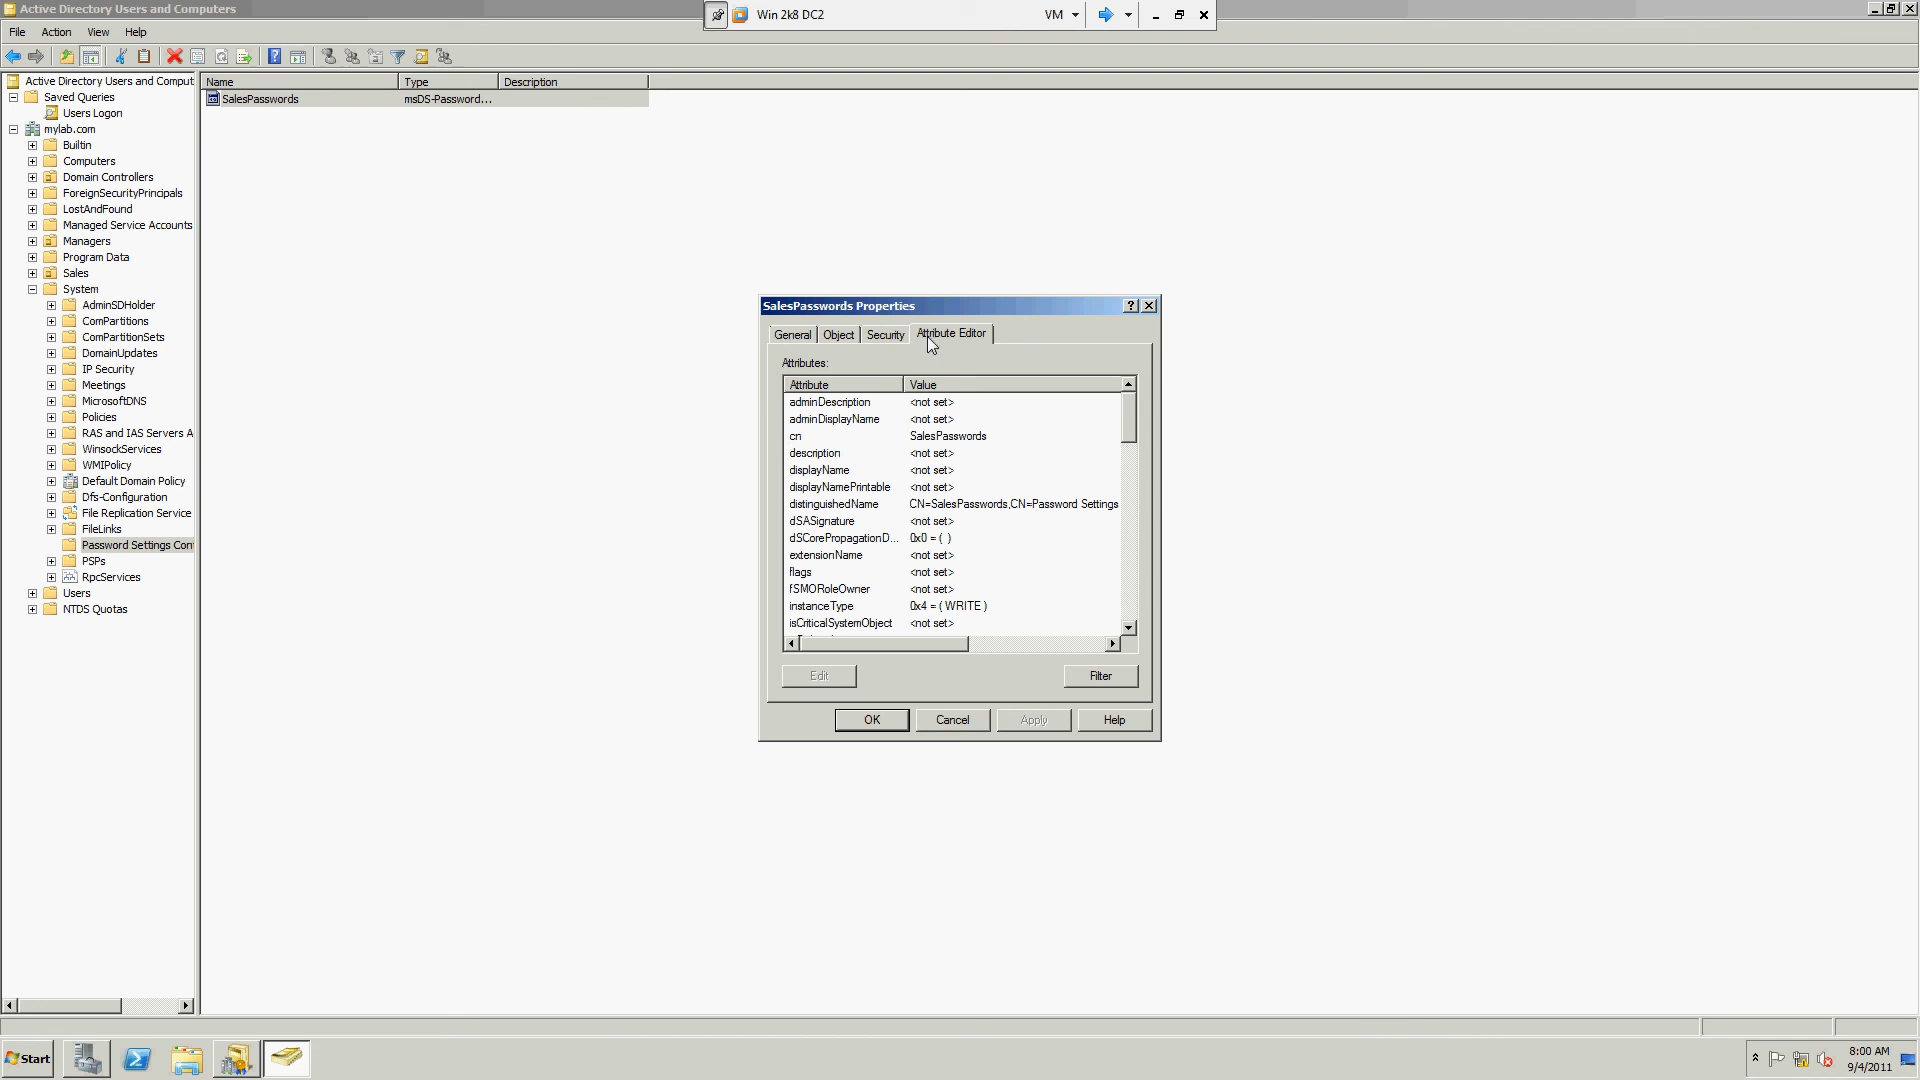 Active Directory Users and Computers
Win 2k8 DC2
VM
File Action View Help
Active Directory Users and Comput
Saved Queries
Users Logon
mylab.com
Builtin
Computers
Domain Controllers
ForeignSecurityPrincipals
LostAndFound
Managed Service Accounts
Managers
Program Data
Sales
System
AdminSDHolder
ComPartitions
ComPartitionSets
DomainUpdates
IP Security
Meetings
MicrosoftDNS
Policies
RAS and IAS Servers A
WinsockServices
WMIPolicy
Default Domain Policy
Dfs-Configuration
File Replication Service
FileLinks
Password Settings Con
PSPs
RpcServices
Users
NTDS Quotas
Name Type Description
SalesPasswords msDS-Password...
SalesPasswords Properties
General Object Security Attribute Editor
Attributes:
Attribute Value
adminDescription <not set>
adminDisplayName <not set>
cn SalesPasswords
description <not set>
displayName <not set>
displayNamePrintable <not set>
distinguishedName CN=SalesPasswords,CN=Password Settings
dSASignature <not set>
dSCorePropagationD... 0x0 = ( )
extensionName <not set>
flags <not set>
fSMORoleOwner <not set>
instanceType 0x4 = ( WRITE )
isCriticalSystemObject <not set>
Edit Filter
OK Cancel Apply Help
Start
8:00 AM
9/4/2011